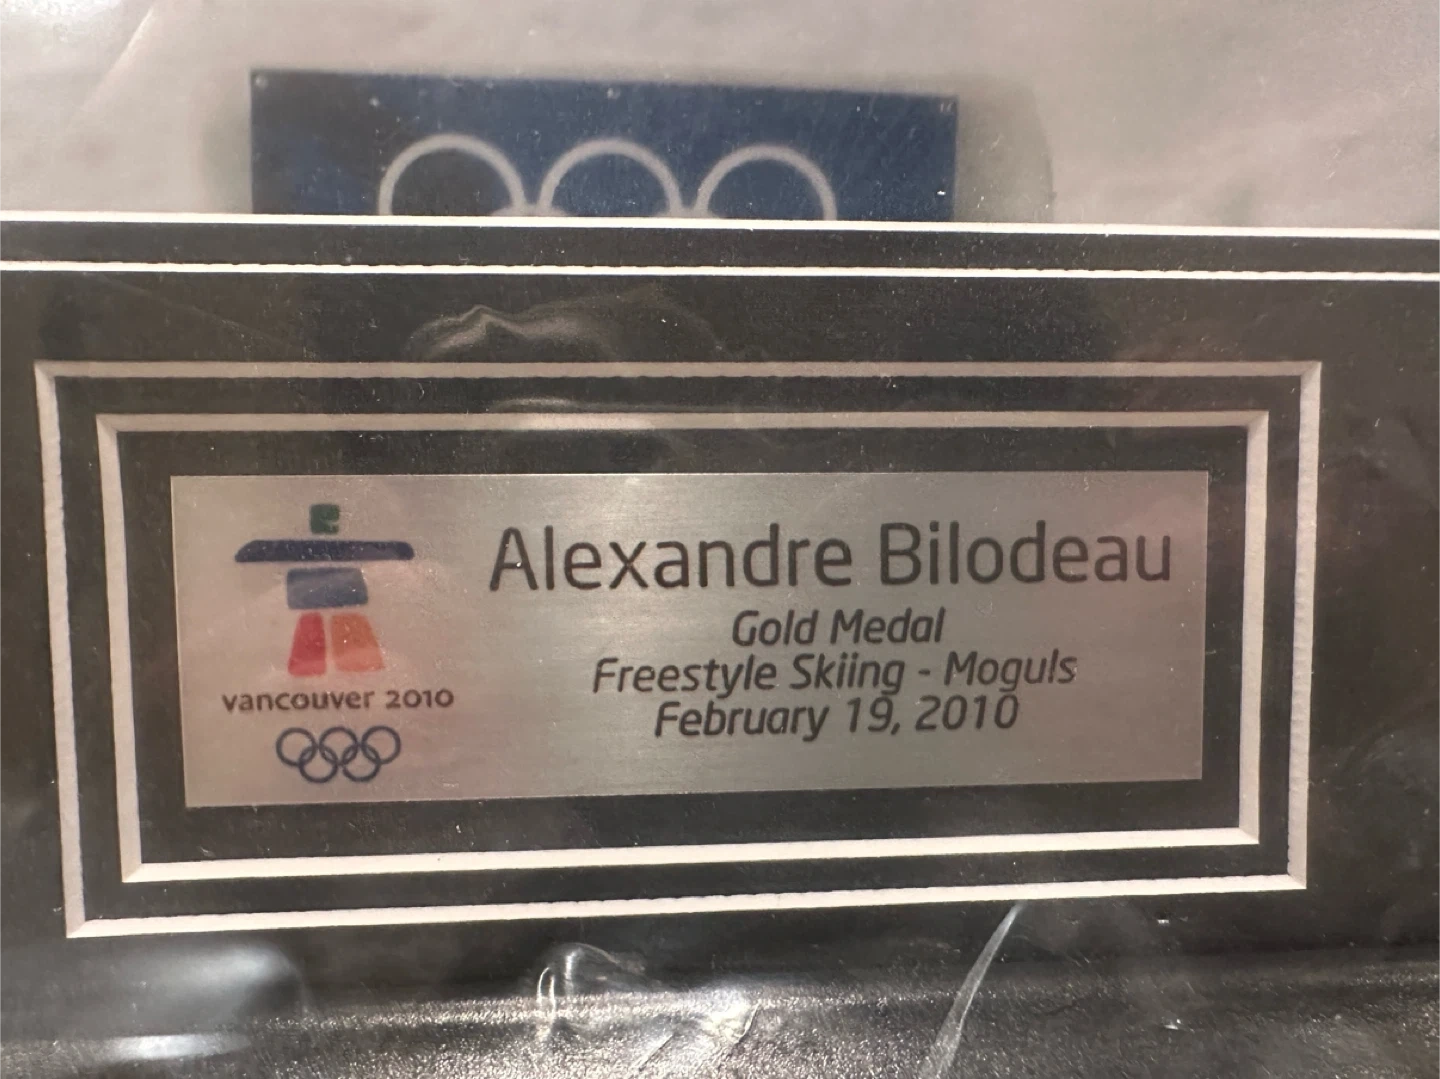 Alexandre Bilodeau
Gold Medal
Freestyle Skiing - Moguls
February 19, 2010
vancouver 2010